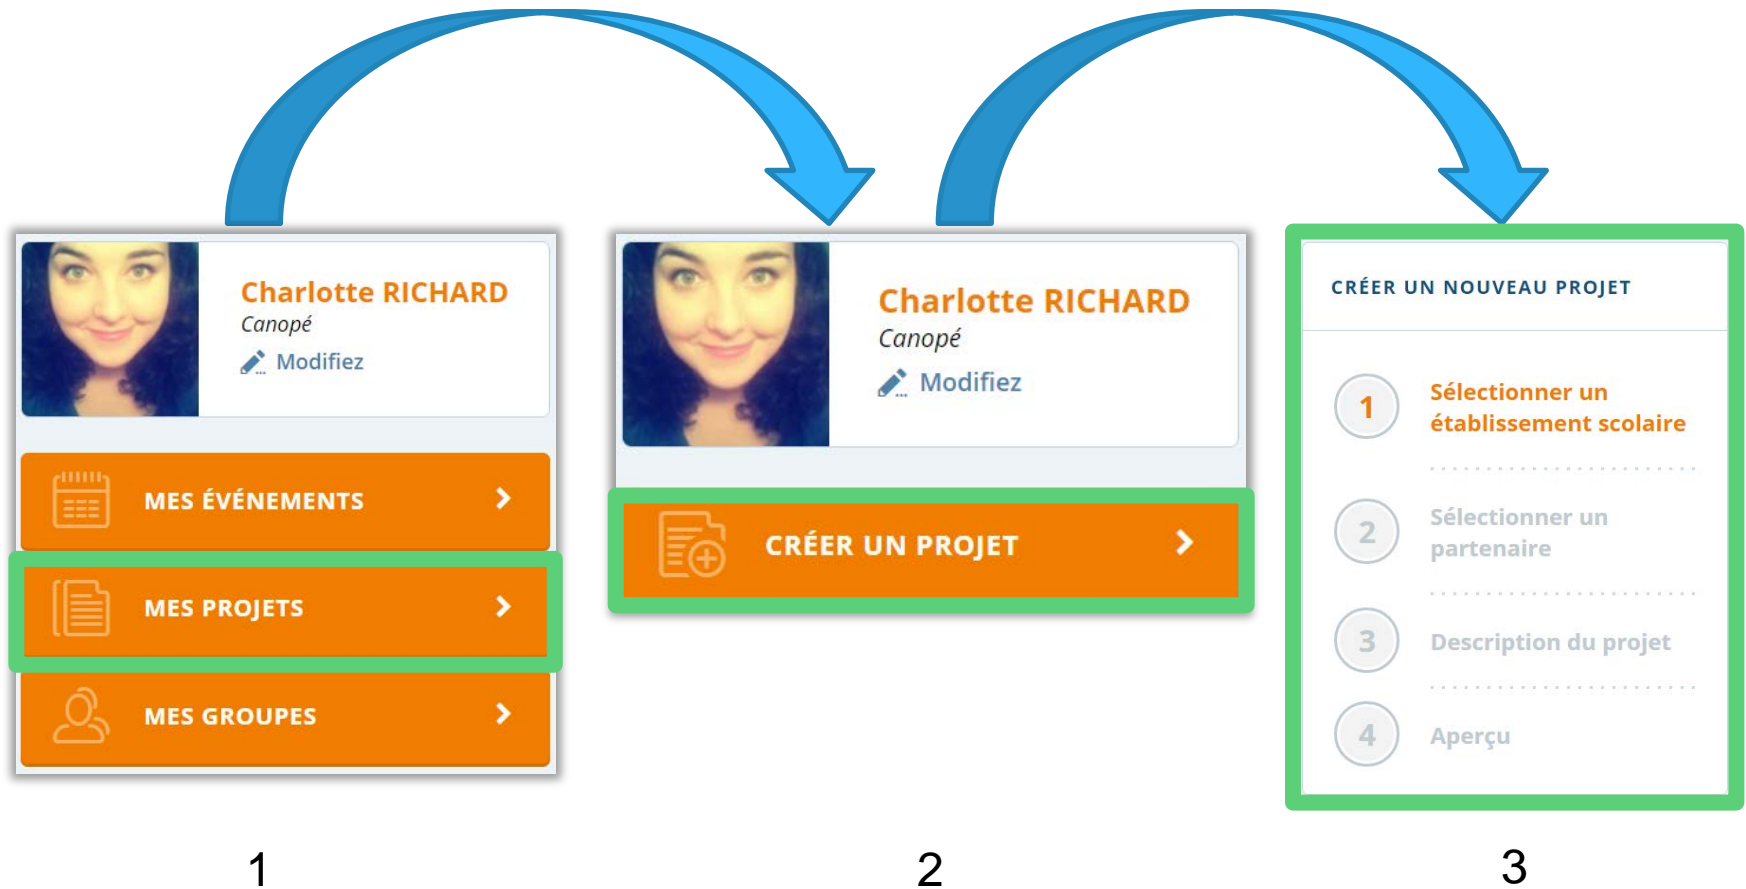 Charlotte RICHARD
Canopé
Modifiez
MES ÉVÉNEMENTS
MES PROJETS
MES GROUPES
1
Charlotte RICHARD
Canopé
Modifiez
CRÉER UN PROJET
2
CRÉER UN NOUVEAU PROJET
1 Sélectionner un
établissement scolaire
2 Sélectionner un
partenaire
3 Description du projet
4 Aperçu
3